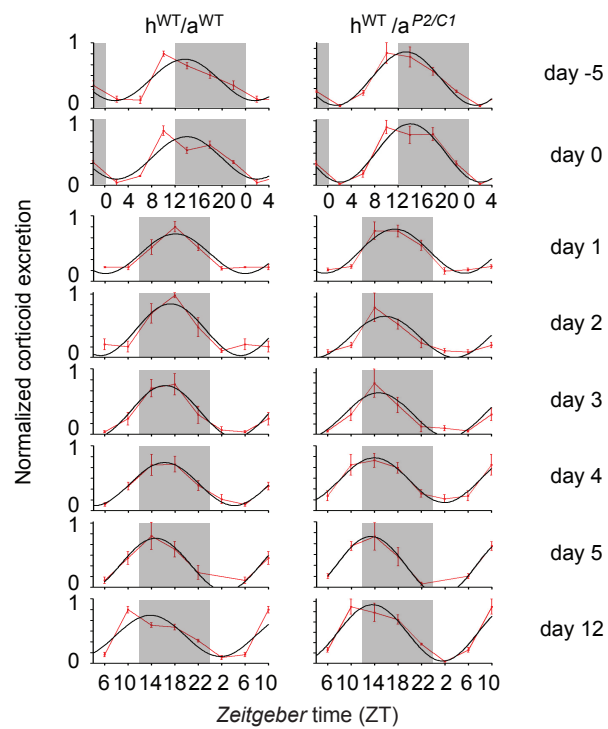 h^WT/a^WT h^WT/a^P2/C1
1 0 day -5
1 0 day 0
0 4 8 12 16 20 0 4 0 4 8 12 16 20 0 4
1 0 day 1
1 0 day 2
1 0 day 3
1 0 day 4
1 0 day 5
1 0 day 12
6 10 14 18 22 2 6 10 6 10 14 18 22 2 6 10
Zeitgeber time (ZT)
Normalized corticoid excretion